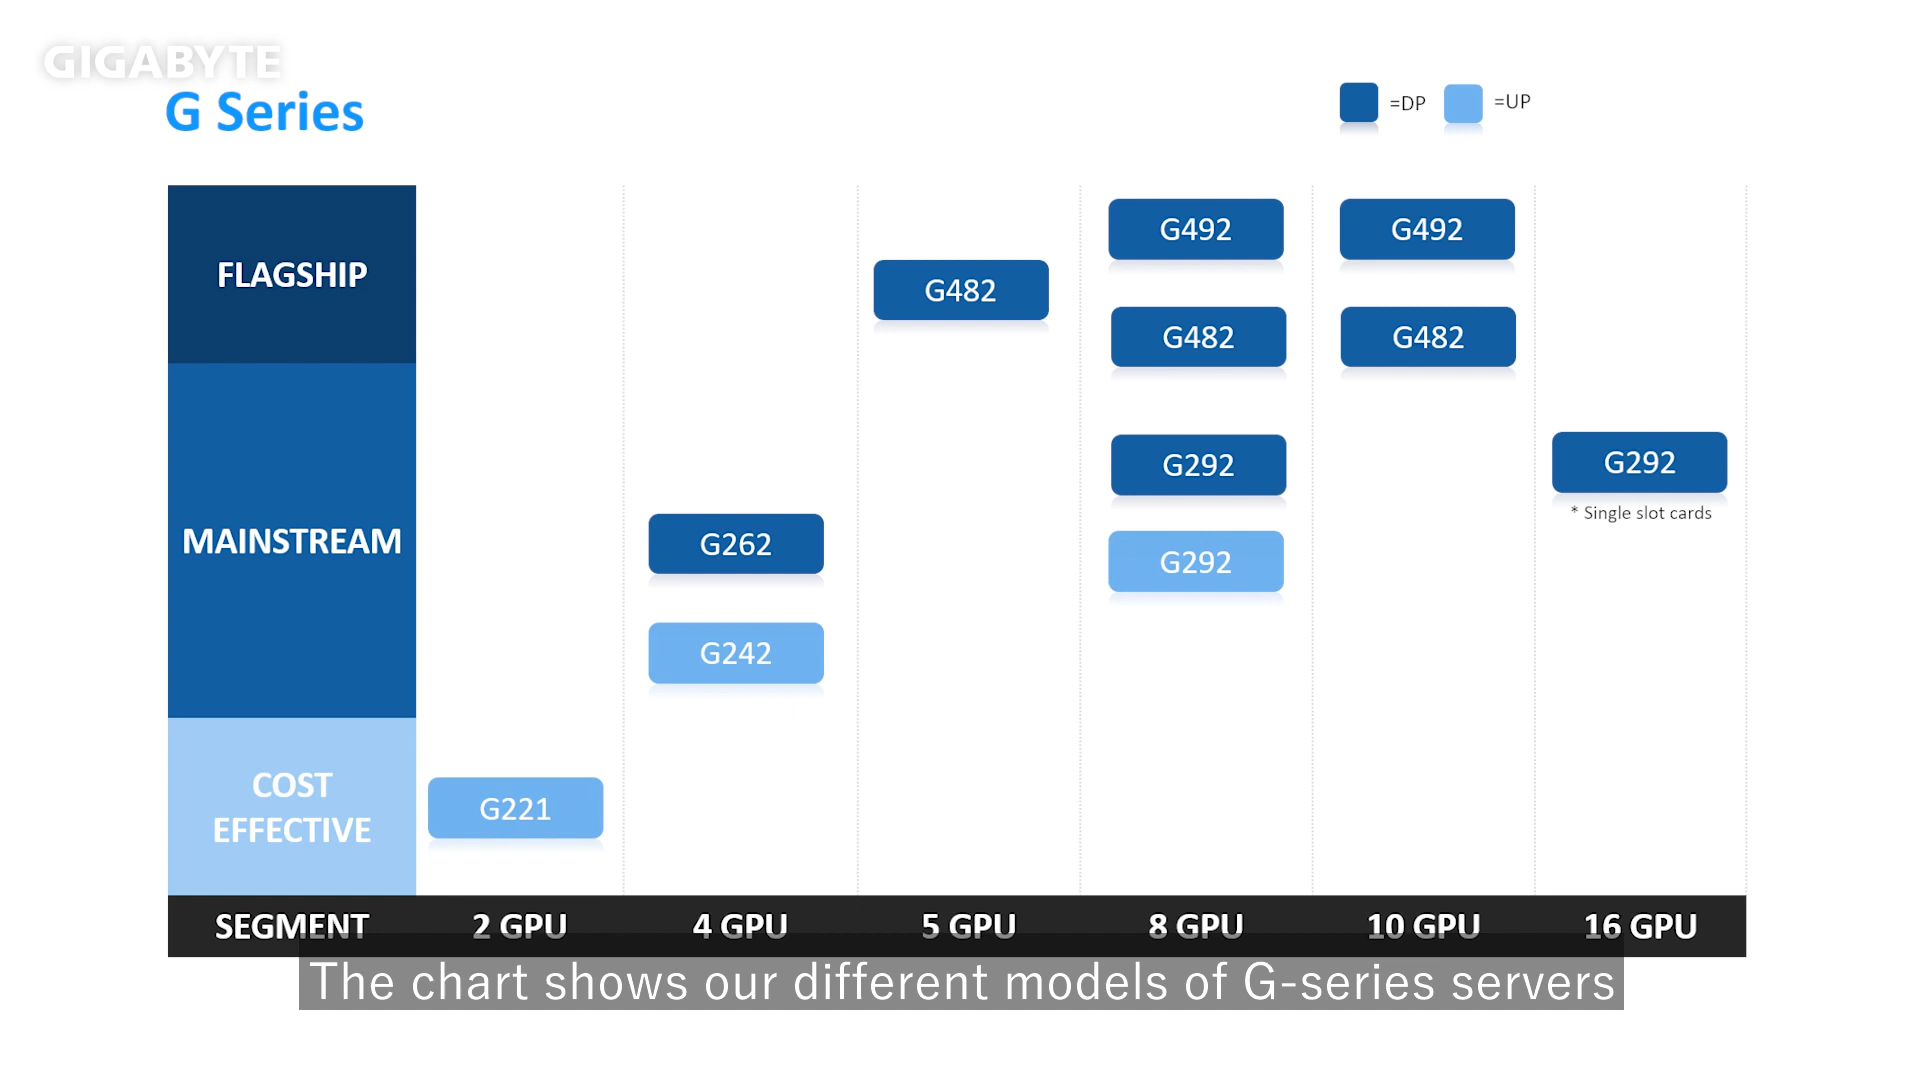 GIGABYTE
G Series
=DP =UP
FLAGSHIP
G492 G492
G482
G482 G482
MAINSTREAM
G292 G292
* Single slot cards
G262
G292
G242
COST
EFFECTIVE
G221
SEGMENT 2 GPU 4 GPU 5 GPU 8 GPU 10 GPU 16 GPU
The chart shows our different models of G-series servers